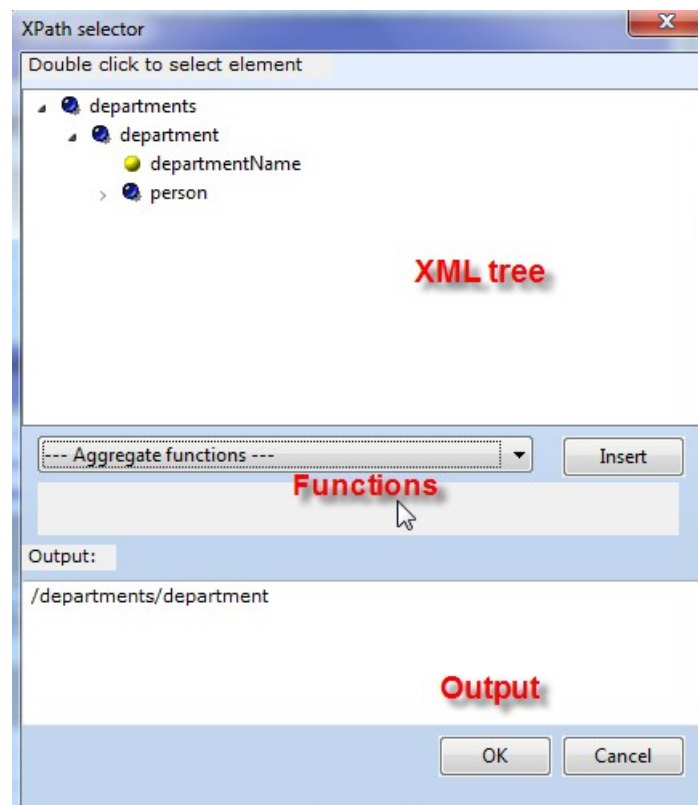 XPath selector
Double click to select element
departments
department
departmentName
person
XML tree
--- Aggregate functions ---
Insert
Functions
Output:
/departments/department
Output
OK
Cancel